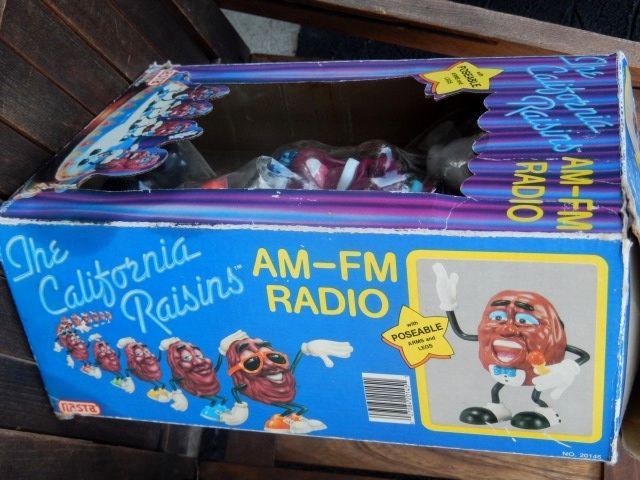 with
POSEABLE
ARMS and
LEGS
The
California
Raisins
AM-FM
RADIO
The
California
Raisins™
AM-FM
RADIO
with
POSEABLE
ARMS and
LEGS
nasta
NO. 20145